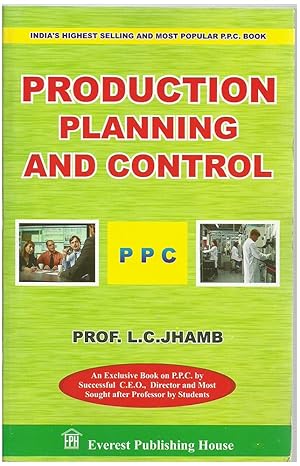 INDIA'S HIGHEST SELLING AND MOST POPULAR P.P.C. BOOK
PRODUCTION
PLANNING
AND CONTROL
P P C
PROF. L.C.JHAMB
An Exclusive Book on P.P.C. by
Successful C.E.O., Director and Most
Sought after Professor by Students
EPH
Everest Publishing House